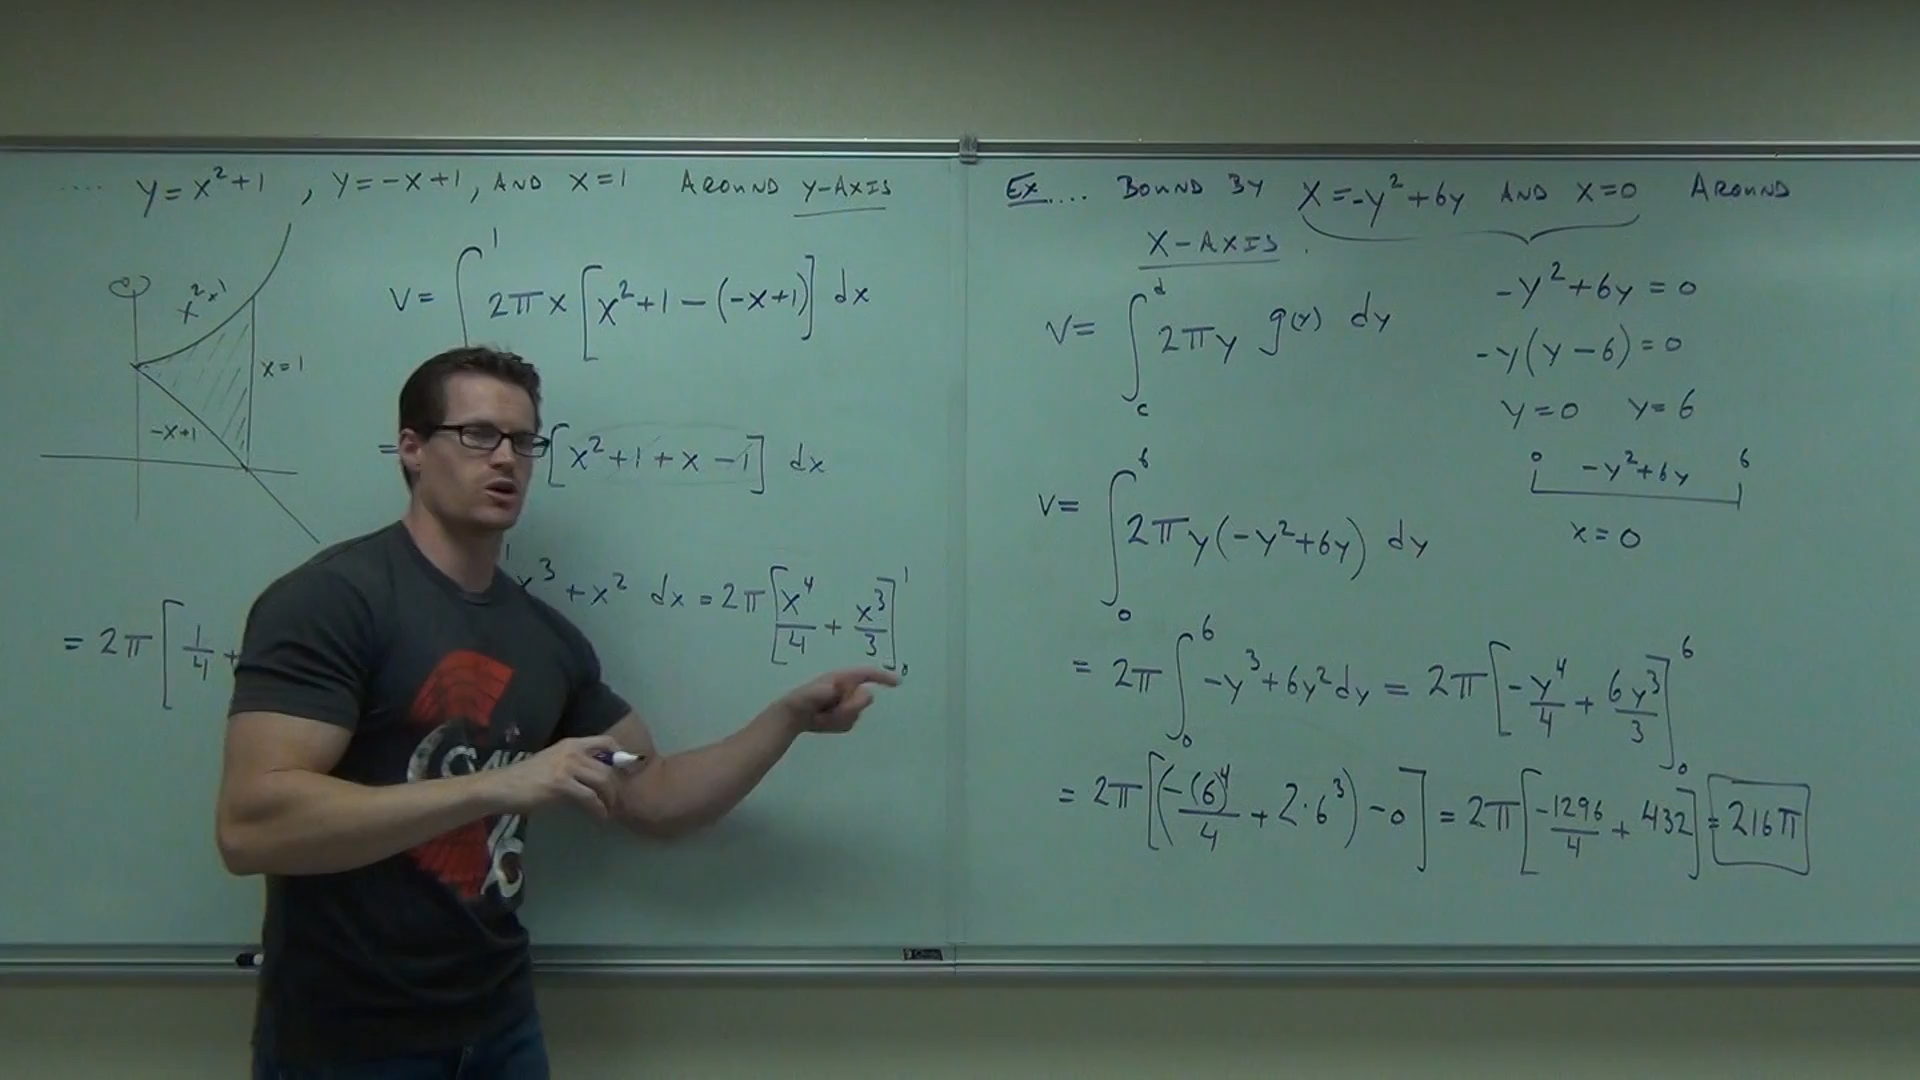 .... y = x² + 1 , y = -x + 1, AND x = 1 AROUND Y-AXIS
x² + 1
x = 1
-x+1
V = ∫₀¹ 2πx [x² + 1 - (-x+1)] dx
= [x² + 1 + x - 1] dx
x³ + x² dx = 2π [x⁴/4 + x³/3]₀¹
= 2π [1/4 +
Ex.... BOUND BY x = -y² + 6y AND x = 0 AROUND
X-AXIS.
V = ∫_c^d 2πy g(y) dy
-y² + 6y = 0
-y(y - 6) = 0
y = 0 y = 6
0 -y² + 6y 6
x = 0
V = ∫₀⁶ 2πy(-y² + 6y) dy
= 2π ∫₀⁶ -y³ + 6y² dy = 2π [-y⁴/4 + 6y³/3]₀⁶
= 2π [(-(6)⁴/4 + 2·6³) - 0] = 2π [-1296/4 + 432] = 216π